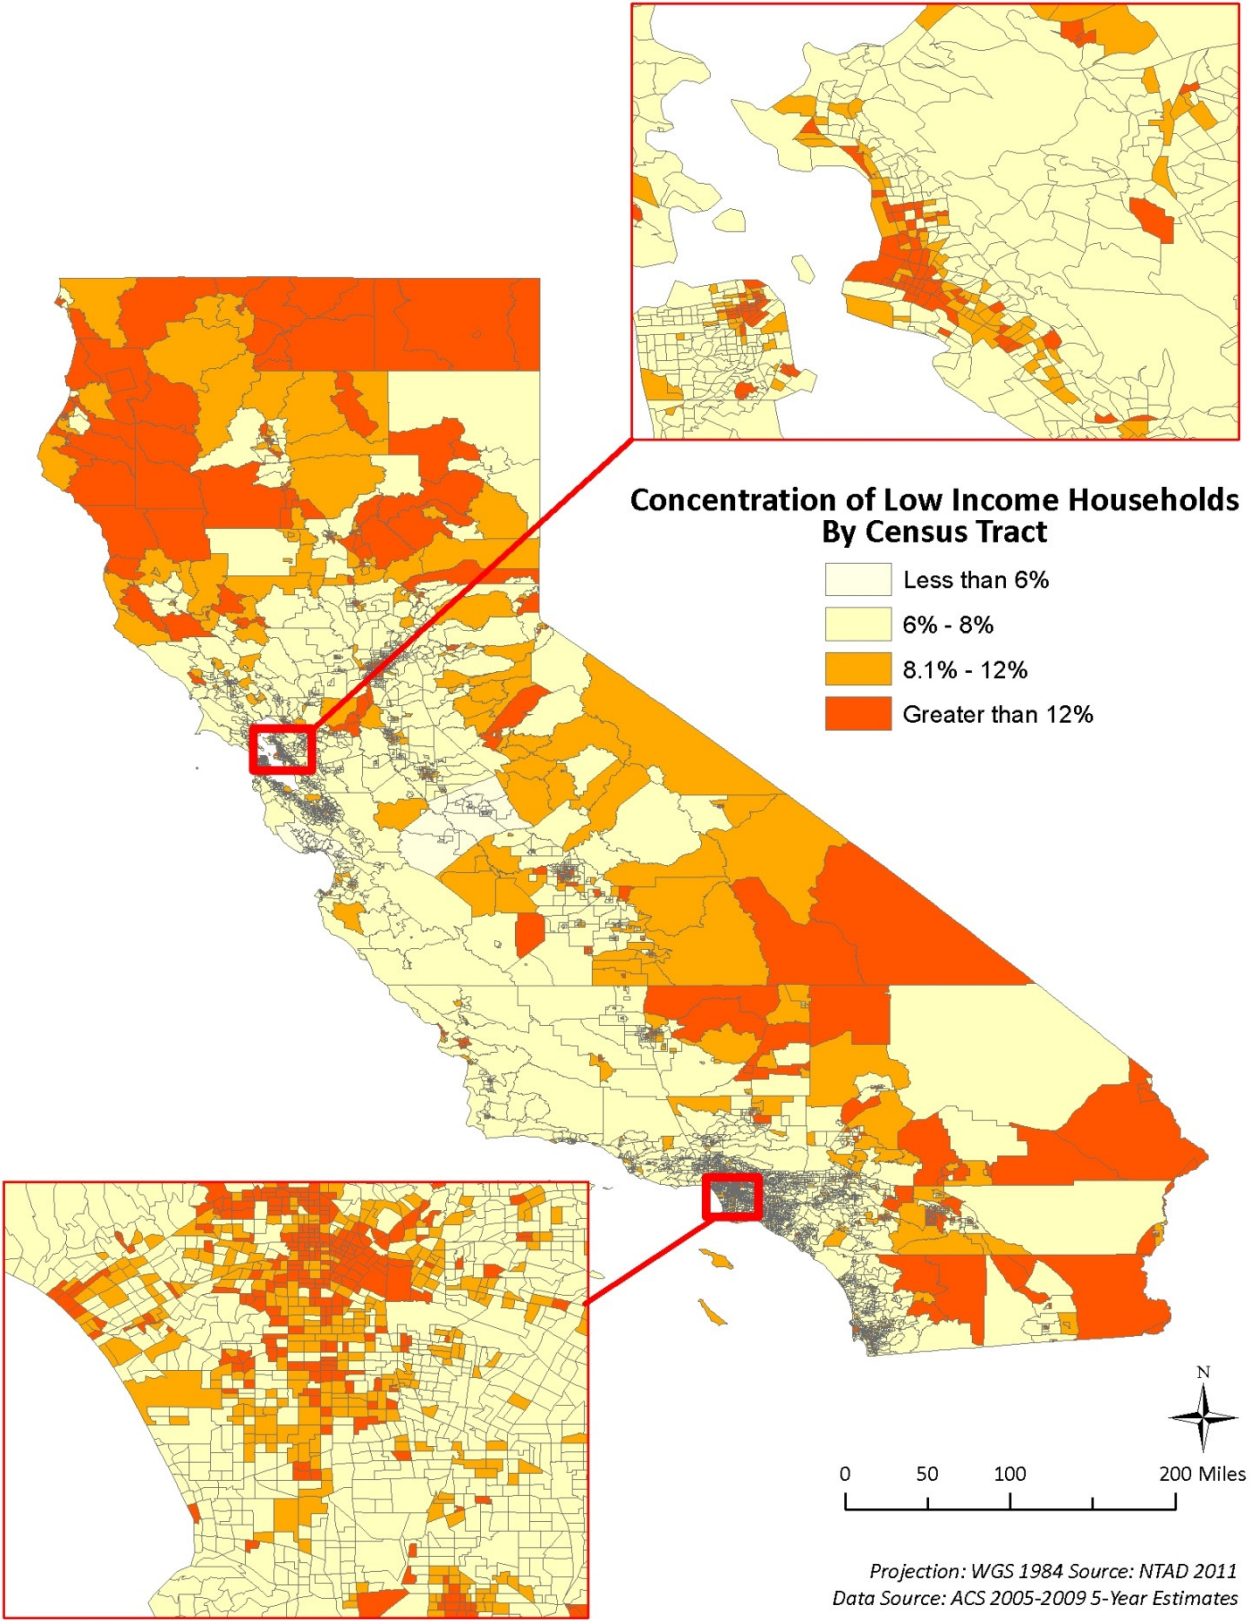 Concentration of Low Income Households
By Census Tract
Less than 6%
6% - 8%
8.1% - 12%
Greater than 12%
N
0 50 100 200 Miles
Projection: WGS 1984 Source: NTAD 2011
Data Source: ACS 2005-2009 5-Year Estimates